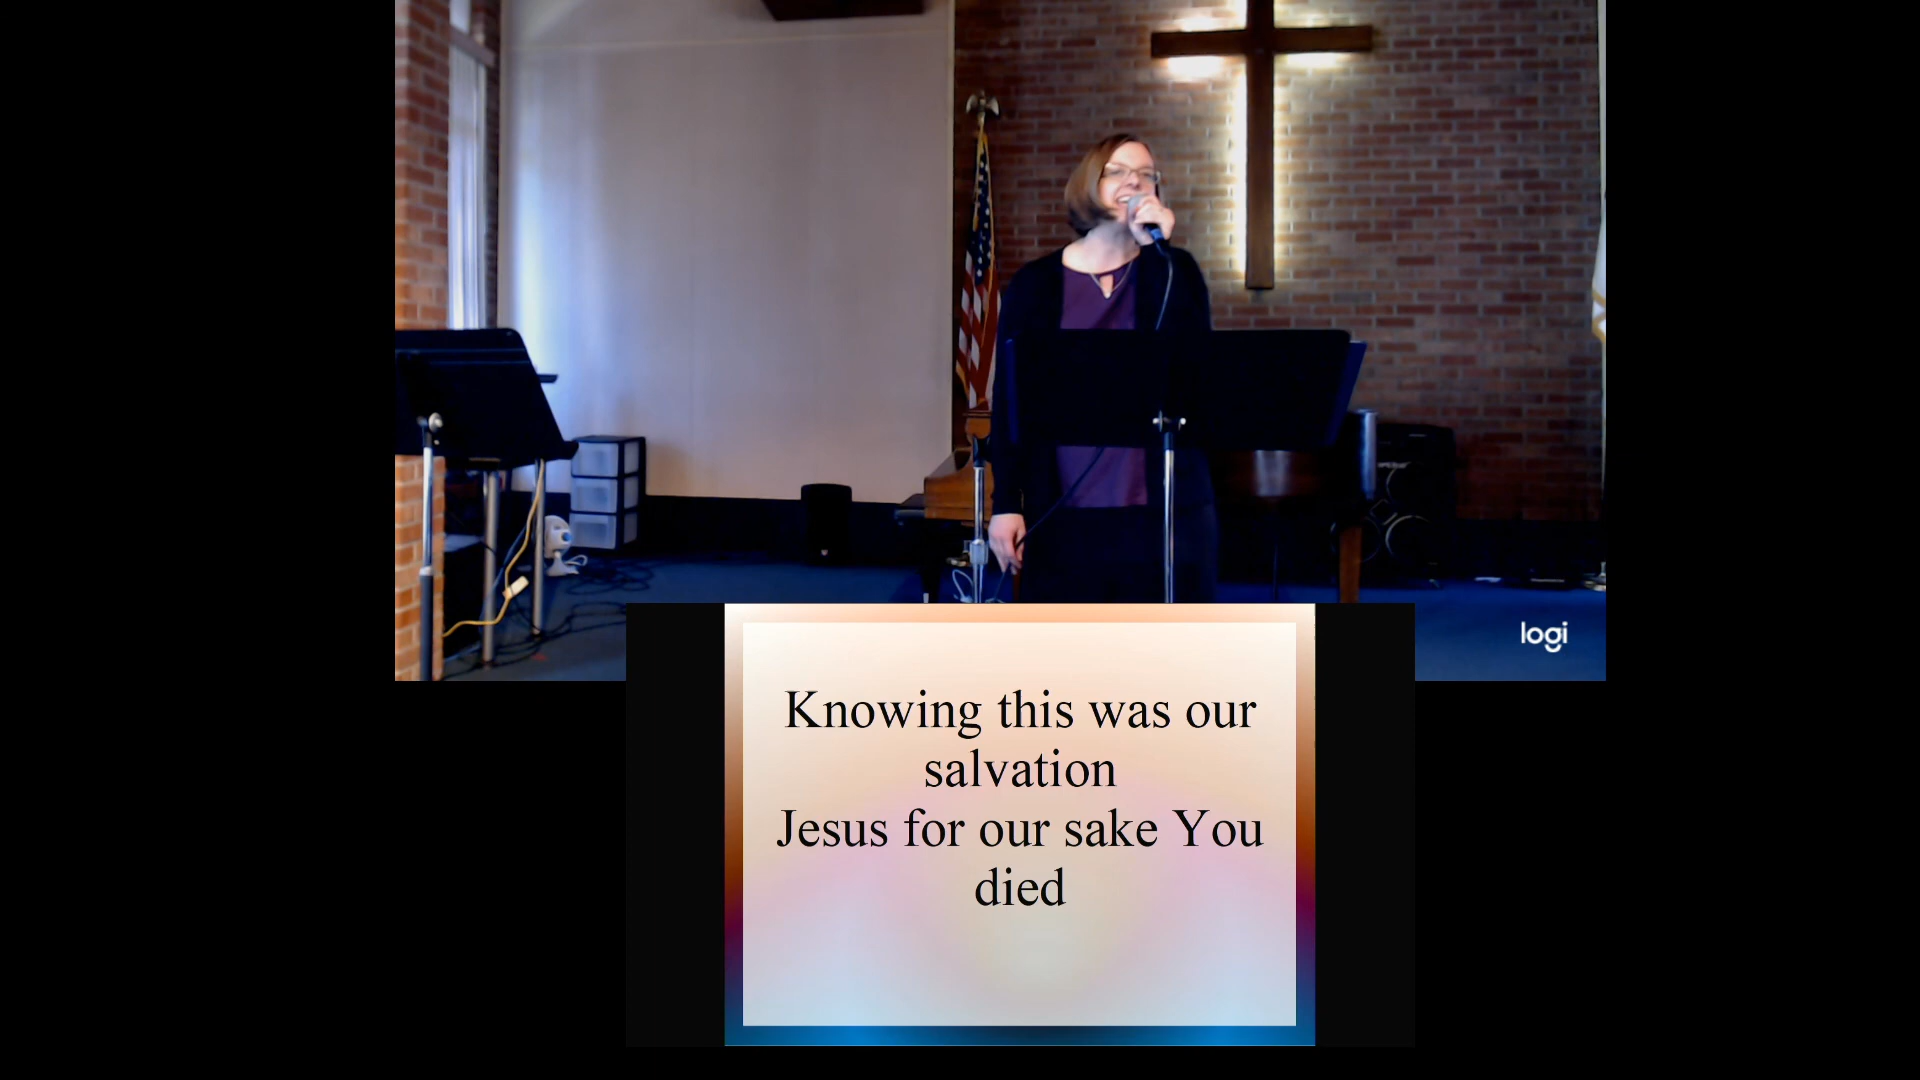 logi
Knowing this was our
salvation
Jesus for our sake You
died